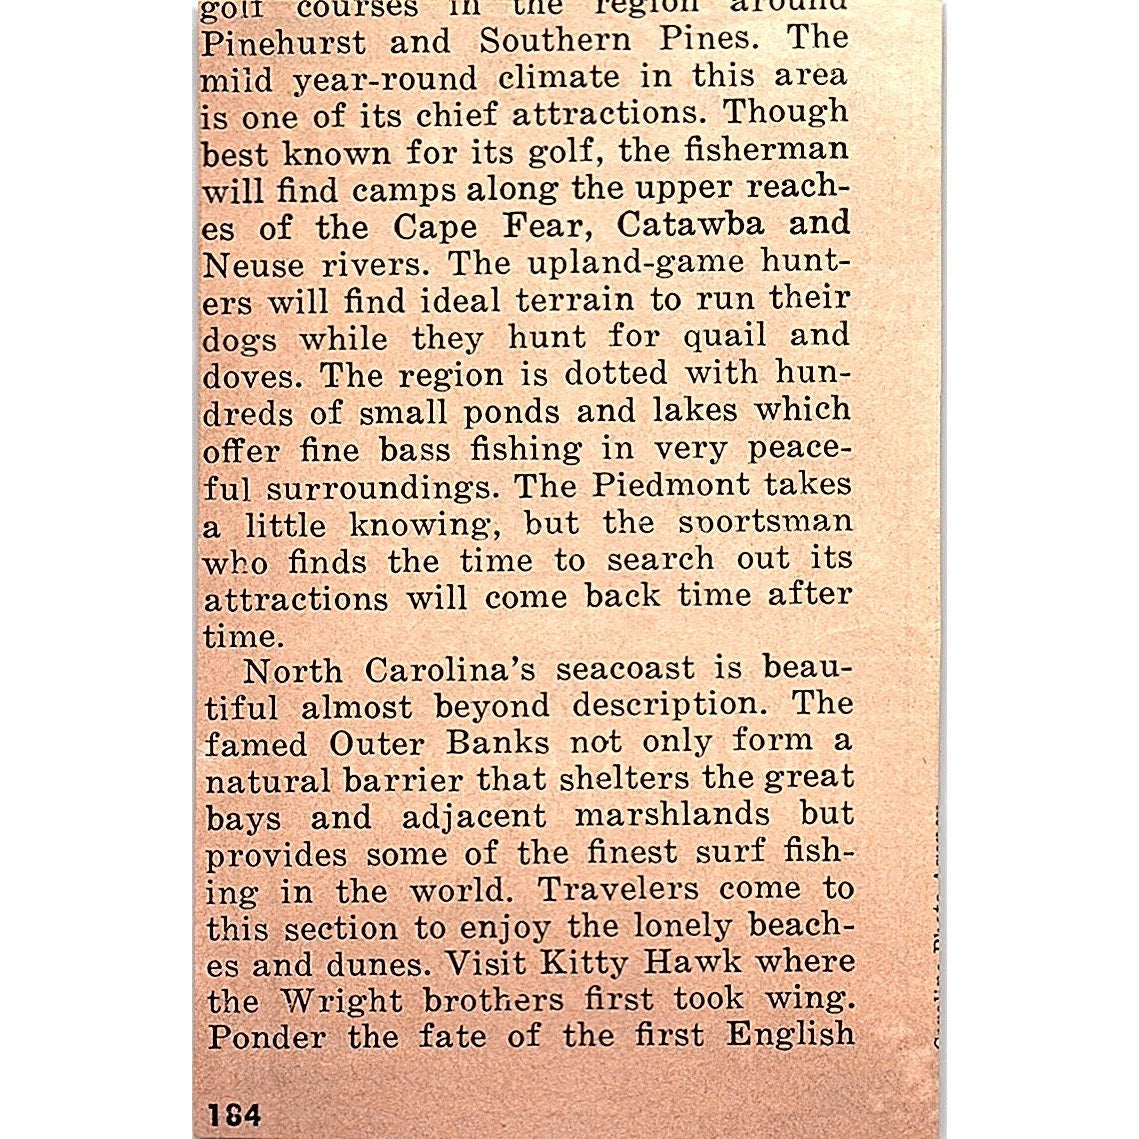 golf courses in the region around
Pinehurst and Southern Pines. The
mild year-round climate in this area
is one of its chief attractions. Though
best known for its golf, the fisherman
will find camps along the upper reach-
es of the Cape Fear, Catawba and
Neuse rivers. The upland-game hunt-
ers will find ideal terrain to run their
dogs while they hunt for quail and
doves. The region is dotted with hun-
dreds of small ponds and lakes which
offer fine bass fishing in very peace-
ful surroundings. The Piedmont takes
a little knowing, but the sportsman
who finds the time to search out its
attractions will come back time after
time.
North Carolina's seacoast is beau-
tiful almost beyond description. The
famed Outer Banks not only form a
natural barrier that shelters the great
bays and adjacent marshlands but
provides some of the finest surf fish-
ing in the world. Travelers come to
this section to enjoy the lonely beach-
es and dunes. Visit Kitty Hawk where
the Wright brothers first took wing.
Ponder the fate of the first English
184